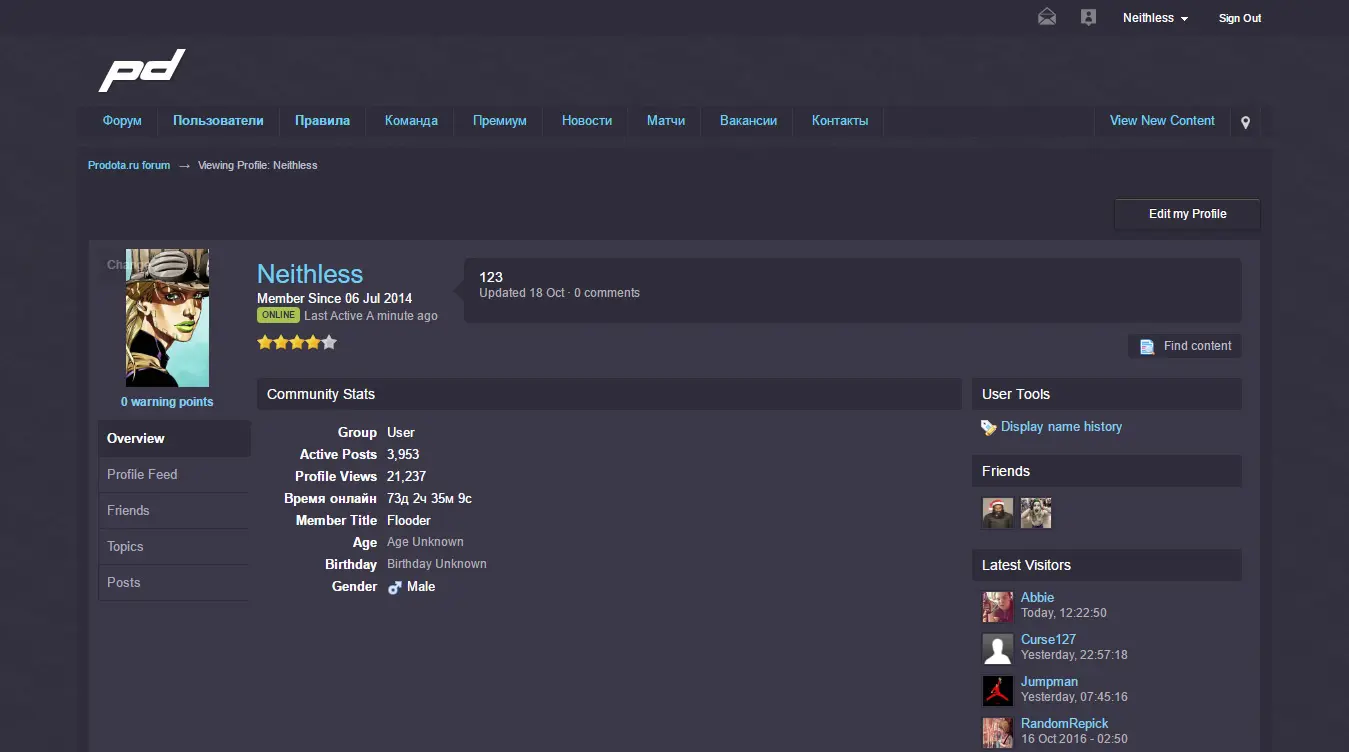 Neithless
Sign Out
pd
Форум
Пользователи
Правила
Команда
Премиум
Новости
Матчи
Вакансии
Контакты
View New Content
Prodota.ru forum → Viewing Profile: Neithless
Edit my Profile
Change
0 warning points
Overview
Profile Feed
Friends
Topics
Posts
Neithless
Member Since 06 Jul 2014
ONLINE Last Active A minute ago
123
Updated 18 Oct · 0 comments
Find content
Community Stats
Group User
Active Posts 3,953
Profile Views 21,237
Время онлайн 73д 2ч 35м 9с
Member Title Flooder
Age Age Unknown
Birthday Birthday Unknown
Gender Male
User Tools
Display name history
Friends
Latest Visitors
Abbie
Today, 12:22:50
Curse127
Yesterday, 22:57:18
Jumpman
Yesterday, 07:45:16
RandomRepick
16 Oct 2016 - 02:50